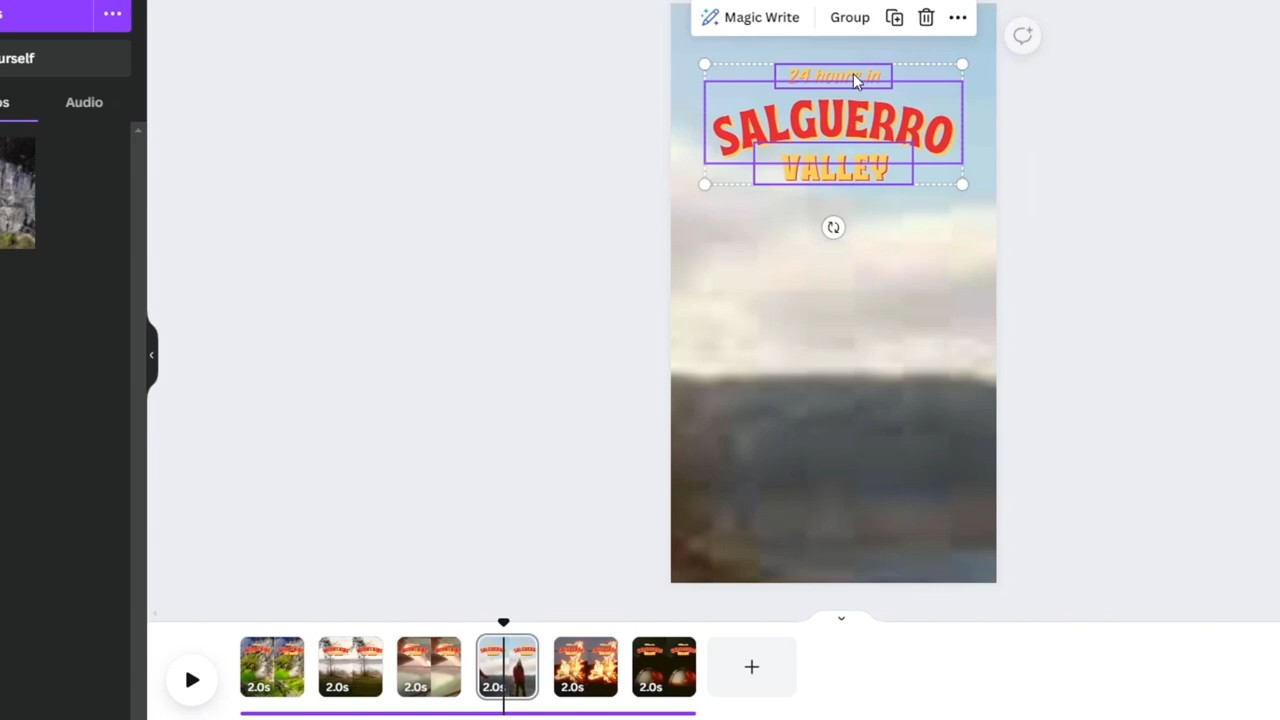 urself
Audio
Magic Write
Group
24 hours in
SALGUERRO
VALLEY
2.0s
2.0s
2.0s
2.0s
2.0s
2.0s